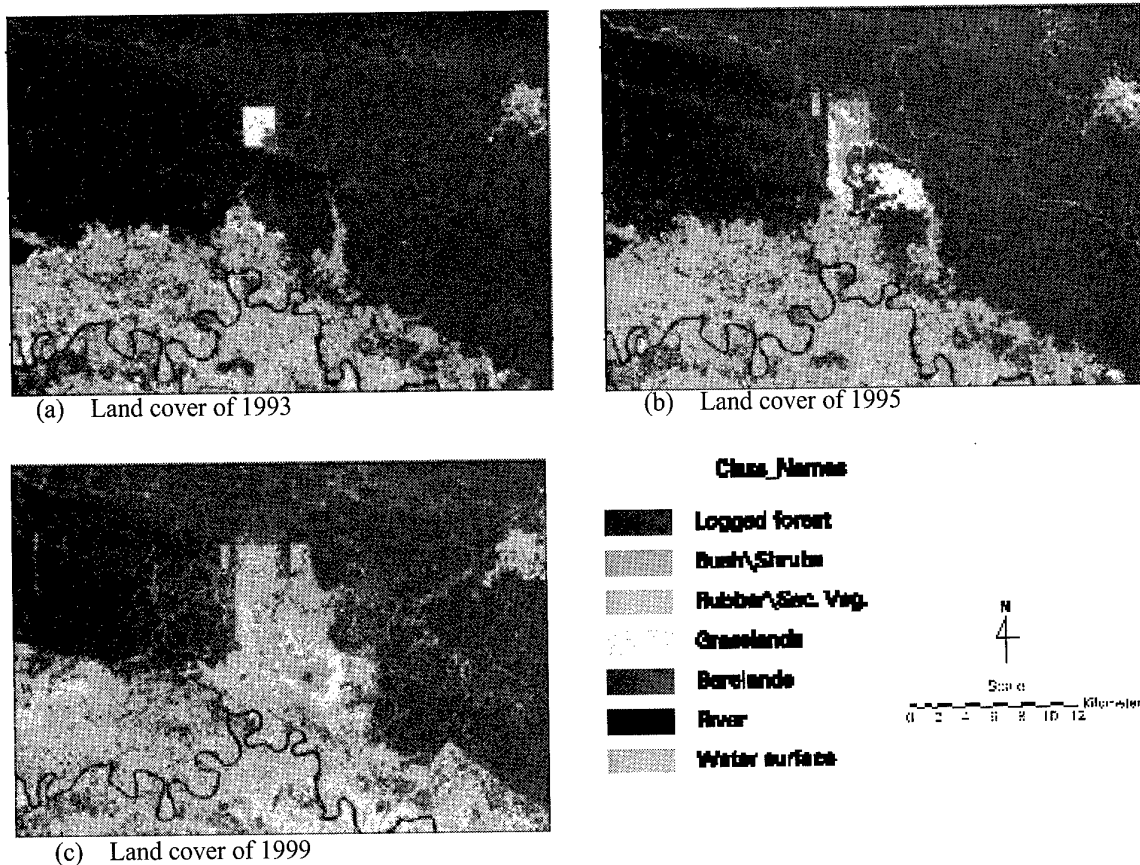 (a) Land cover of 1993
(b) Land cover of 1995
Class_Names
Logged forest
Bush\Shrubs
Rubber\Sec. Veg.
Grasslands
Barelands
River
Water surface
N
Scale
0 2 4 6 8 10 12 Kilometer
(c) Land cover of 1999